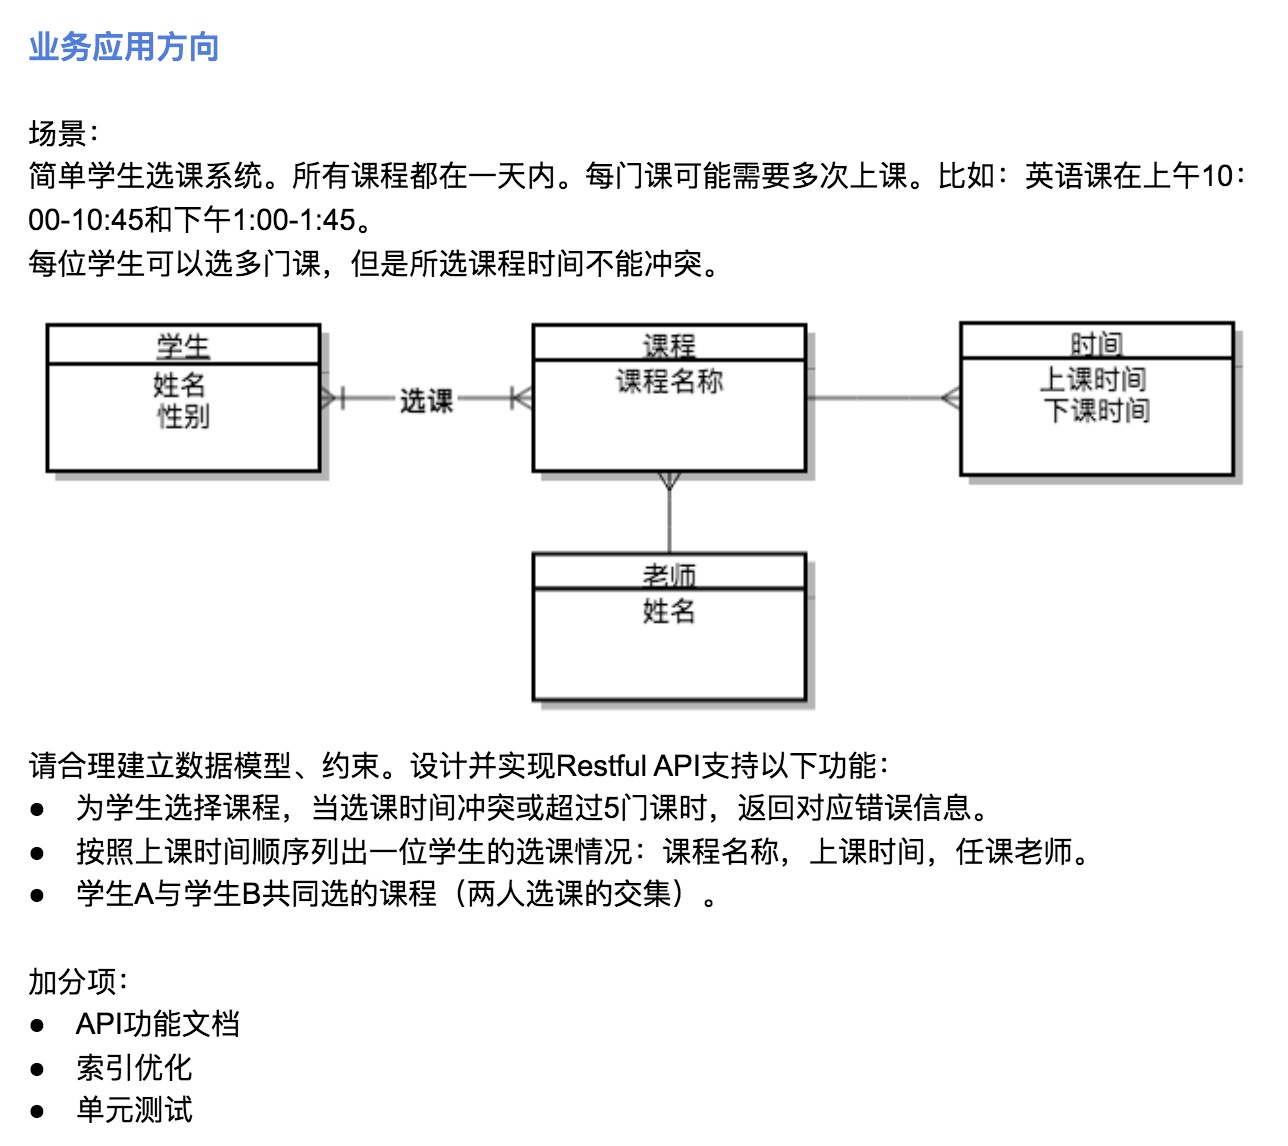 业务应用方向
场景：
简单学生选课系统。所有课程都在一天内。每门课可能需要多次上课。比如：英语课在上午10：
00-10:45和下午1:00-1:45。
每位学生可以选多门课，但是所选课程时间不能冲突。
学生
姓名
性别
选课
课程
课程名称
时间
上课时间
下课时间
老师
姓名
请合理建立数据模型、约束。设计并实现Restful API支持以下功能：
● 为学生选择课程，当选课时间冲突或超过5门课时，返回对应错误信息。
● 按照上课时间顺序列出一位学生的选课情况：课程名称，上课时间，任课老师。
● 学生A与学生B共同选的课程（两人选课的交集）。
加分项：
● API功能文档
● 索引优化
● 单元测试